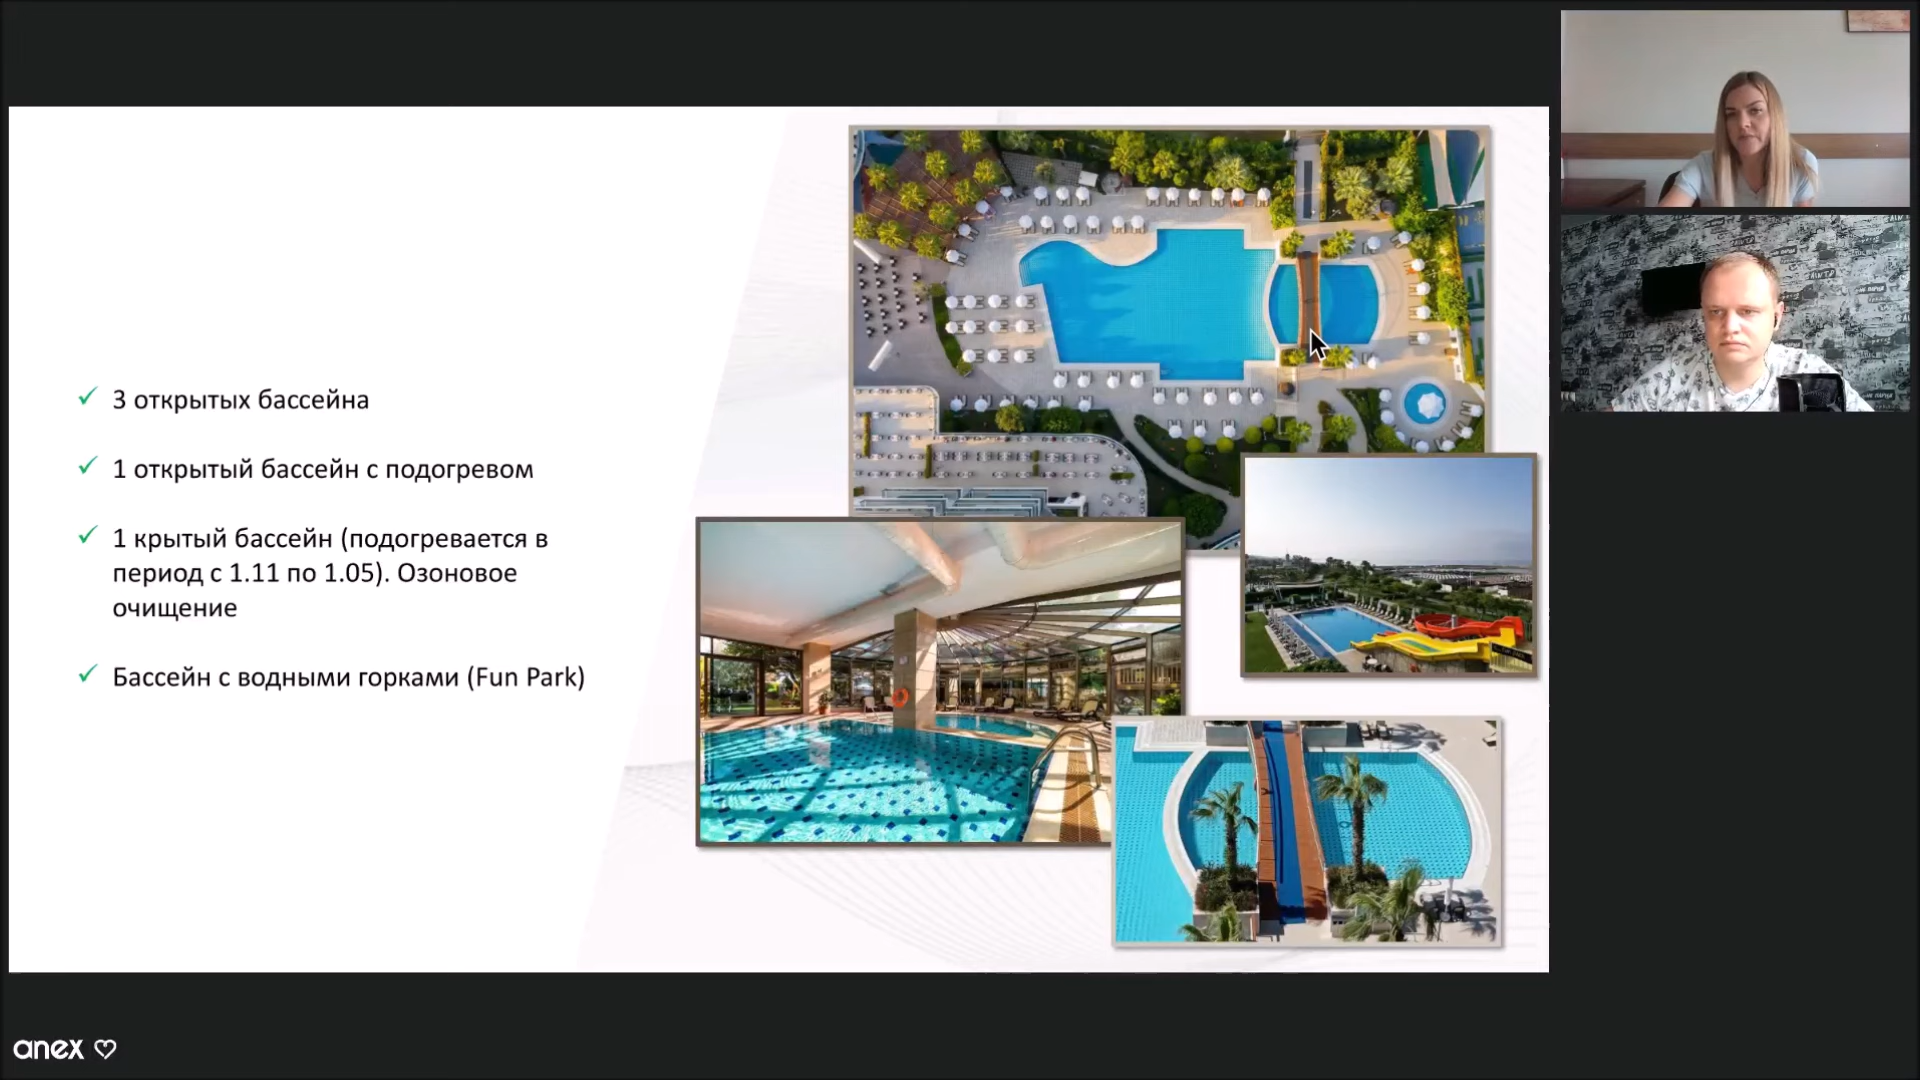 3 открытых бассейна
1 открытый бассейн с подогревом
1 крытый бассейн (подогревается в
период с 1.11 по 1.05). Озоновое
очищение
Бассейн с водными горками (Fun Park)
anex